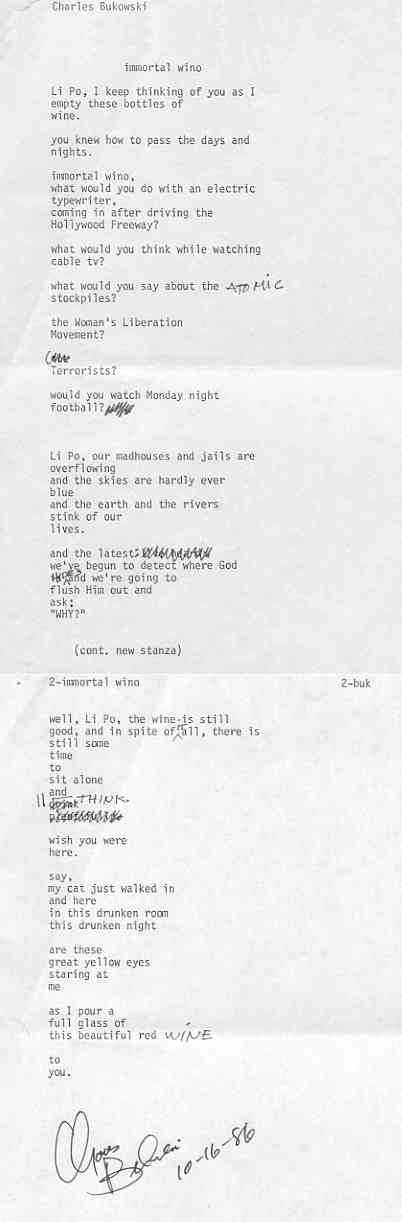 Charles Bukowski
immortal wino
Li Po, I keep thinking of you as I
empty these bottles of
wine.
you knew how to pass the days and
nights.
immortal wino,
what would you do with an electric
typewriter,
coming in after driving the
Hollywood Freeway?
what would you think while watching
cable tv?
what would you say about the ATOMIC
stockpiles?
the Woman's Liberation
Movement?
Terrorists?
would you watch Monday night
football?
Li Po, our madhouses and jails are
overflowing
and the skies are hardly ever
blue
and the earth and the rivers
stink of our
lives.
and the latest:
we've begun to detect where God
and we're going to
flush Him out and
ask:
"WHY?"
(cont. new stanza)
2-immortal wino 2-buk
well, Li Po, the wine is still
good, and in spite of all, there is
still some
time
to
sit alone
and
THINK.
wish you were
here.
say,
my cat just walked in
and here
in this drunken room
this drunken night
are these
great yellow eyes
staring at
me
as I pour a
full glass of
this beautiful red WINE
to
you.
10-16-86